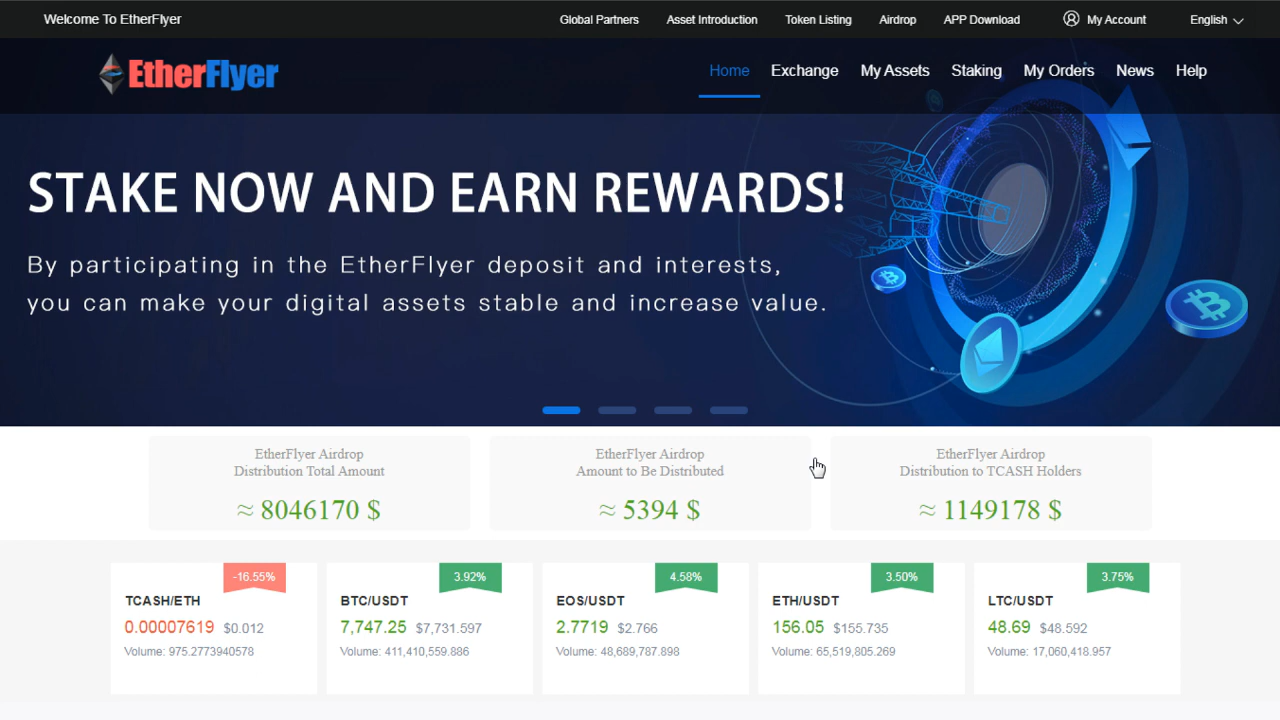 Welcome To EtherFlyer
Global Partners
Asset Introduction
Token Listing
Airdrop
APP Download
My Account
English
EtherFlyer
Home
Exchange
My Assets
Staking
My Orders
News
Help
STAKE NOW AND EARN REWARDS!
By participating in the EtherFlyer deposit and interests,
you can make your digital assets stable and increase value.
EtherFlyer Airdrop
Distribution Total Amount
≈ 8046170 $
EtherFlyer Airdrop
Amount to Be Distributed
≈ 5394 $
EtherFlyer Airdrop
Distribution to TCASH Holders
≈ 1149178 $
-16.55%
TCASH/ETH
0.00007619 $0.012
Volume: 975.2773940578
3.92%
BTC/USDT
7,747.25 $7,731.597
Volume: 411,410,559.886
4.58%
EOS/USDT
2.7719 $2.766
Volume: 48,689,787.898
3.50%
ETH/USDT
156.05 $155.735
Volume: 65,519,805.269
3.75%
LTC/USDT
48.69 $48.592
Volume: 17,060,418.957